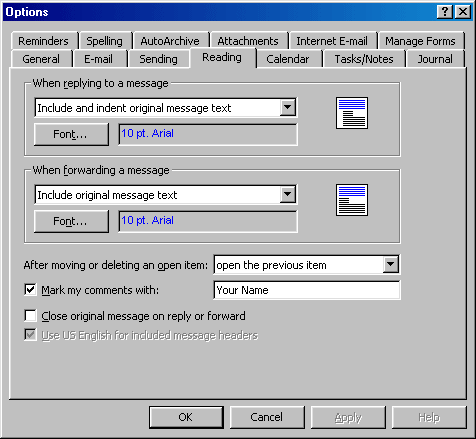 Options
Reminders Spelling AutoArchive Attachments Internet E-mail Manage Forms
General E-mail Sending Reading Calendar Tasks/Notes Journal
When replying to a message
Include and indent original message text
Font... 10 pt. Arial
When forwarding a message
Include original message text
Font... 10 pt. Arial
After moving or deleting an open item: open the previous item
Mark my comments with: Your Name
Close original message on reply or forward
Use US English for included message headers
OK Cancel Apply Help